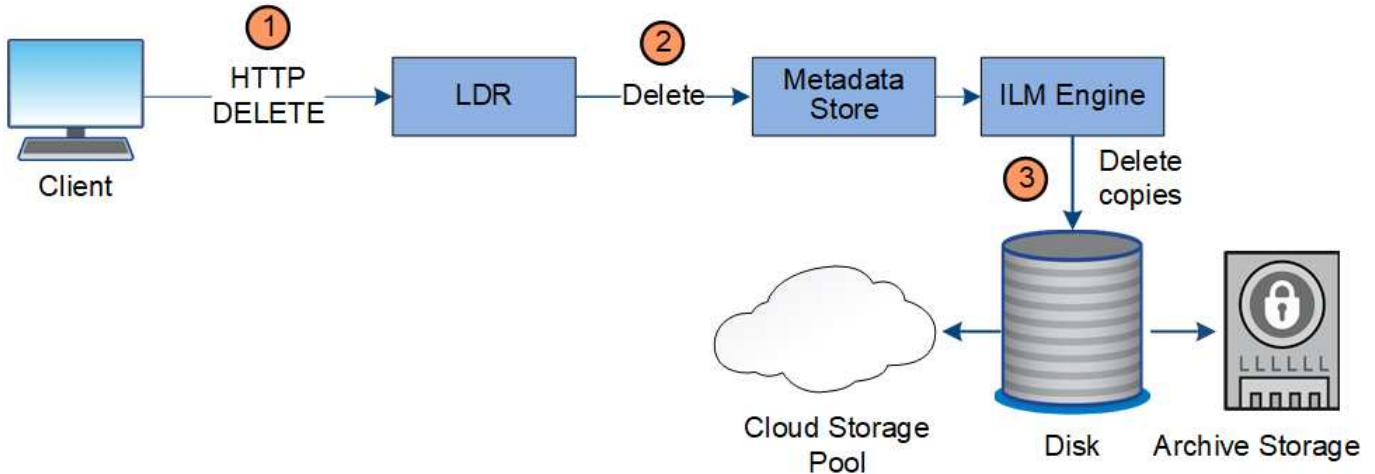 1
HTTP
DELETE
Client
LDR
2
Delete
Metadata
Store
ILM Engine
3
Delete
copies
Cloud Storage
Pool
Disk
LLLLLL
Archive Storage